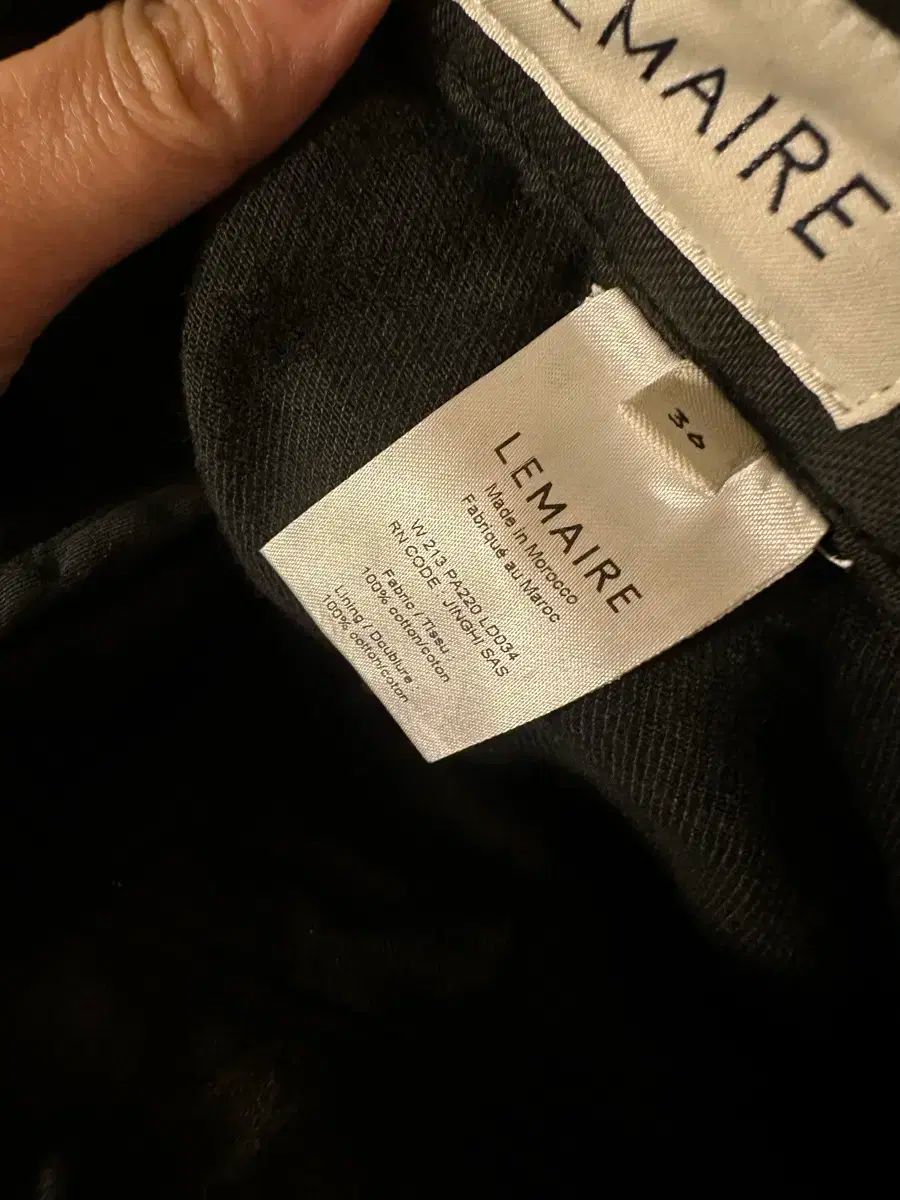 LEMAIRE
30
LEMAIRE
Made in Morocco
Fabriqué au Maroc
W 213 PA220 LD034
RN CODE : JINGHI SAS
Fabric / Tissu :
100% cotton/coton
Lining / Doublure
100% cotton/coton